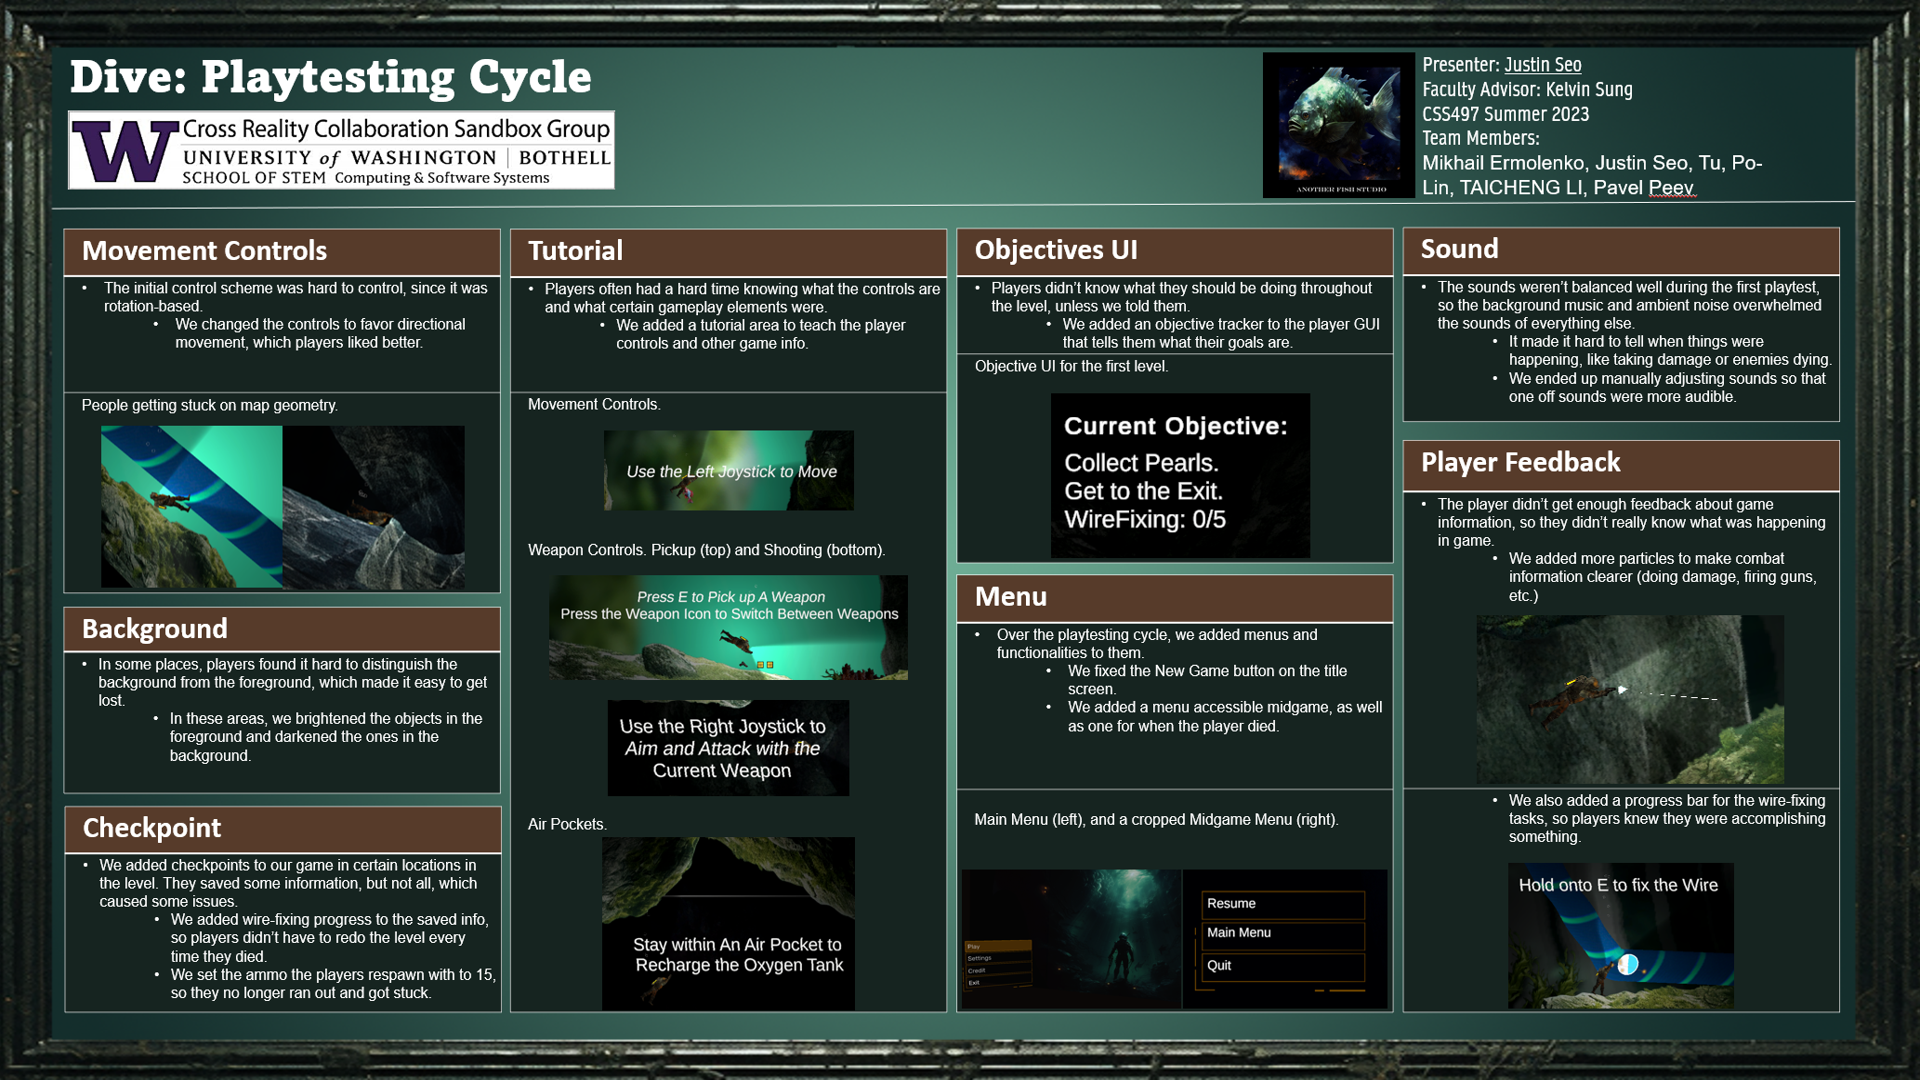 Dive: Playtesting Cycle
W
Cross Reality Collaboration Sandbox Group
UNIVERSITY of WASHINGTON | BOTHELL
SCHOOL OF STEM Computing & Software Systems
ANOTHER FISH STUDIO
Presenter: Justin Seo
Faculty Advisor: Kelvin Sung
CSS497 Summer 2023
Team Members:
Mikhail Ermolenko, Justin Seo, Tu, Po-
Lin, TAICHENG LI, Pavel Peev
Movement Controls
• The initial control scheme was hard to control, since it was
rotation-based.
• We changed the controls to favor directional
movement, which players liked better.
People getting stuck on map geometry.
Background
• In some places, players found it hard to distinguish the
background from the foreground, which made it easy to get
lost.
• In these areas, we brightened the objects in the
foreground and darkened the ones in the
background.
Checkpoint
• We added checkpoints to our game in certain locations in
the level. They saved some information, but not all, which
caused some issues.
• We added wire-fixing progress to the saved info,
so players didn't have to redo the level every
time they died.
• We set the ammo the players respawn with to 15,
so they no longer ran out and got stuck.
Tutorial
• Players often had a hard time knowing what the controls are
and what certain gameplay elements were.
• We added a tutorial area to teach the player
controls and other game info.
Movement Controls.
Use the Left Joystick to Move
Weapon Controls. Pickup (top) and Shooting (bottom).
Press E to Pick up A Weapon
Press the Weapon Icon to Switch Between Weapons
Use the Right Joystick to
Aim and Attack with the
Current Weapon
Air Pockets.
Stay within An Air Pocket to
Recharge the Oxygen Tank
Objectives UI
• Players didn't know what they should be doing throughout
the level, unless we told them.
• We added an objective tracker to the player GUI
that tells them what their goals are.
Objective UI for the first level.
Current Objective:
Collect Pearls.
Get to the Exit.
WireFixing: 0/5
Menu
• Over the playtesting cycle, we added menus and
functionalities to them.
• We fixed the New Game button on the title
screen.
• We added a menu accessible midgame, as well
as one for when the player died.
Main Menu (left), and a cropped Midgame Menu (right).
Play
Settings
Credit
Exit
Resume
Main Menu
Quit
Sound
• The sounds weren't balanced well during the first playtest,
so the background music and ambient noise overwhelmed
the sounds of everything else.
• It made it hard to tell when things were
happening, like taking damage or enemies dying.
• We ended up manually adjusting sounds so that
one off sounds were more audible.
Player Feedback
• The player didn't get enough feedback about game
information, so they didn't really know what was happening
in game.
• We added more particles to make combat
information clearer (doing damage, firing guns,
etc.)
• We also added a progress bar for the wire-fixing
tasks, so players knew they were accomplishing
something.
Hold onto E to fix the Wire